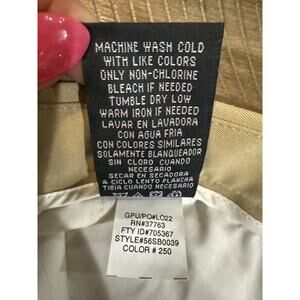 MACHINE WASH COLD
WITH LIKE COLORS
ONLY NON-CHLORINE
BLEACH IF NEEDED
TUMBLE DRY LOW
WARM IRON IF NEEDED
LAVAR EN LAVADORA
CON AGUA FRIA
CON COLORES SIMILARES
SOLAMENTE BLANQUEADOR
SIN CLORO CUANDO
NECESARIO
SECAR EN SECADORA
A CICLO LENTO PLANCHA
TIBIA CUANDO NECESARIO
GPU/PO#LO22
RN#37763
FTY ID#705367
STYLE#56SB0039
COLOR # 250